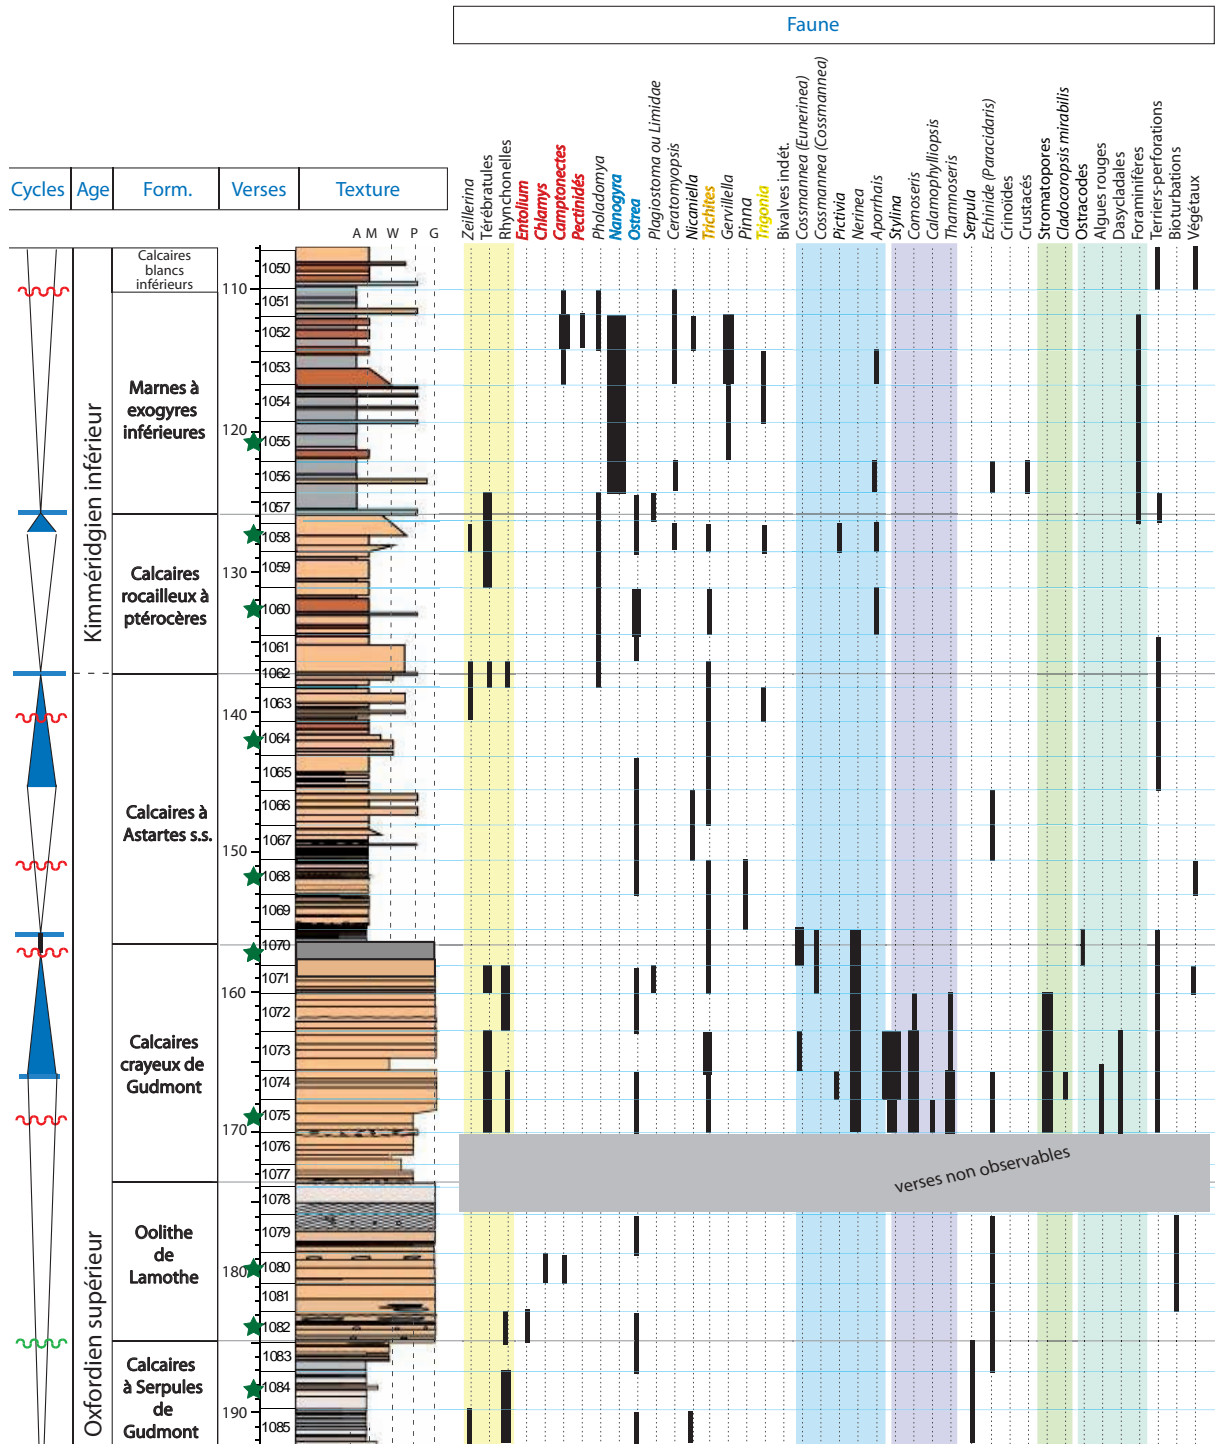 Faune
Cycles
Age
Form.
Verses
Texture
A M W P G
Zeillerina
Térébratules
Rhynchonelles
Entolium
Chlamys
Camptonectes
Pectinidés
Pholadomya
Nanogyra
Ostrea
Plagiostoma ou Limidae
Ceratomyopsis
Nicaniella
Trichites
Gervillella
Pinna
Trigonia
Bivalves indét.
Cossmannea (Eunerinea)
Cossmannea (Cossmannea)
Pictivia
Nerinea
Aporrhais
Stylina
Comoseris
Calamophylliopsis
Thamnoseris
Serpula
Echinide (Paracidaris)
Crinoïdes
Crustacés
Stromatopores
Cladocoropsis mirabilis
Ostracodes
Algues rouges
Dasycladales
Foraminifères
Terriers-perforations
Bioturbations
Végétaux
Kimméridgien inférieur
Oxfordien supérieur
Calcaires
blancs
inférieurs
Marnes à
exogyres
inférieures
Calcaires
rocailleux à
ptérocères
Calcaires à
Astartes s.s.
Calcaires
crayeux de
Gudmont
Oolithe
de
Lamothe
Calcaires
à Serpules
de
Gudmont
110
120
130
140
150
160
170
180
190
1050
1051
1052
1053
1054
1055
1056
1057
1058
1059
1060
1061
1062
1063
1064
1065
1066
1067
1068
1069
1070
1071
1072
1073
1074
1075
1076
1077
1078
1079
1080
1081
1082
1083
1084
1085
verses non observables